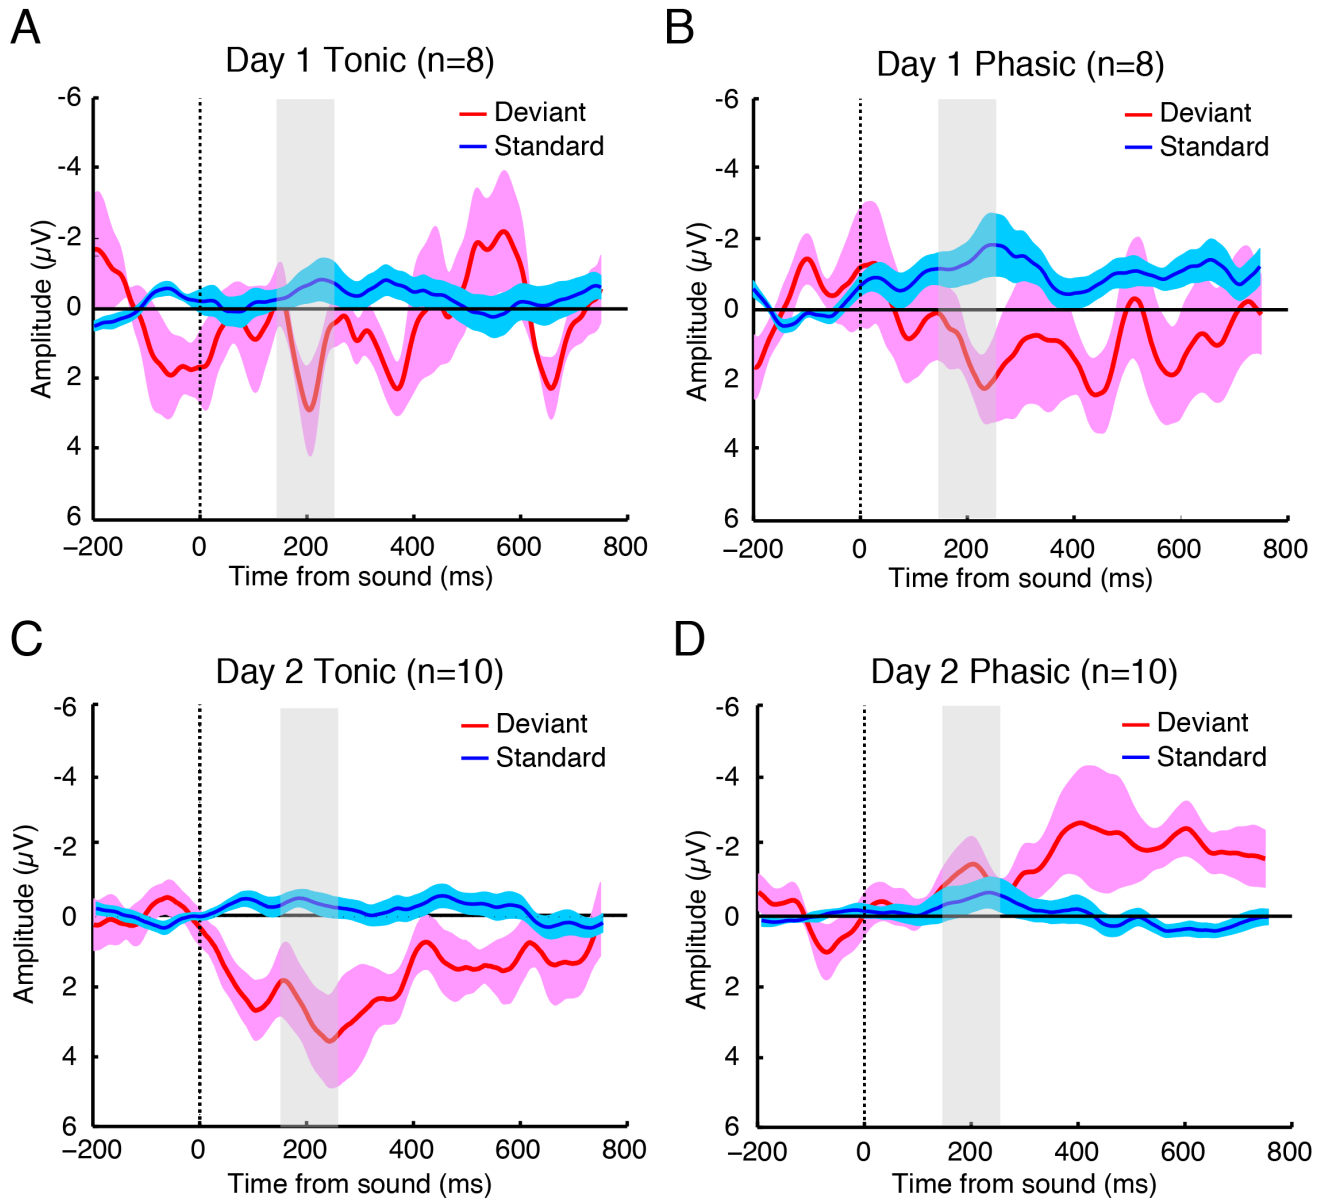 A
Day 1 Tonic (n=8)
Deviant
Standard
-6
-4
-2
0
2
4
6
Amplitude (µV)
−200 0 200 400 600 800
Time from sound (ms)
B
Day 1 Phasic (n=8)
Deviant
Standard
-6
-4
-2
0
2
4
6
Amplitude (µV)
−200 0 200 400 600 800
Time from sound (ms)
C
Day 2 Tonic (n=10)
Deviant
Standard
-6
-4
-2
0
2
4
6
Amplitude (µV)
−200 0 200 400 600 800
Time from sound (ms)
D
Day 2 Phasic (n=10)
Deviant
Standard
-6
-4
-2
0
2
4
6
Amplitude (µV)
−200 0 200 400 600 800
Time from sound (ms)